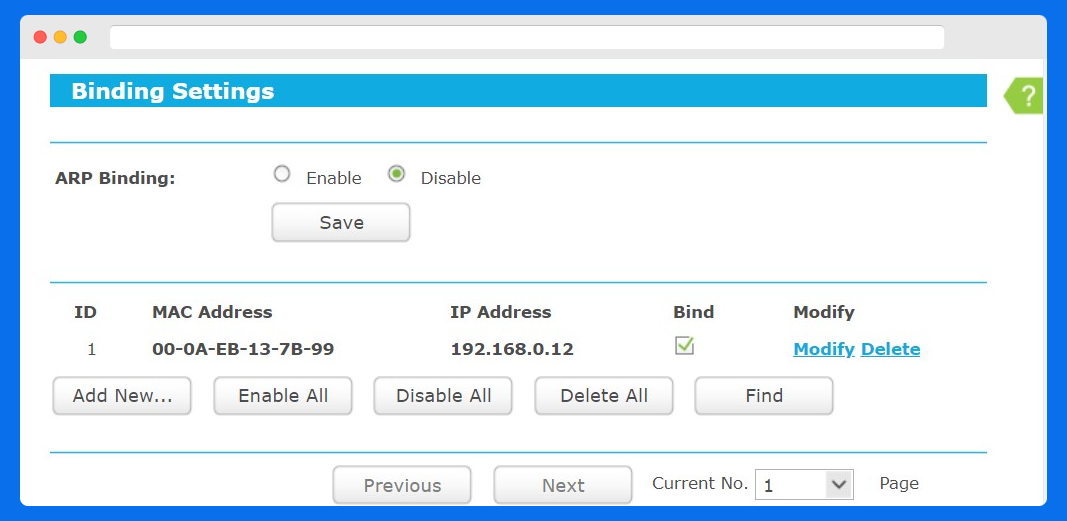 Binding Settings
?
ARP Binding: Enable Disable
Save
ID MAC Address IP Address Bind Modify
1 00-0A-EB-13-7B-99 192.168.0.12 Modify Delete
Add New... Enable All Disable All Delete All Find
Previous Next Current No. 1 Page